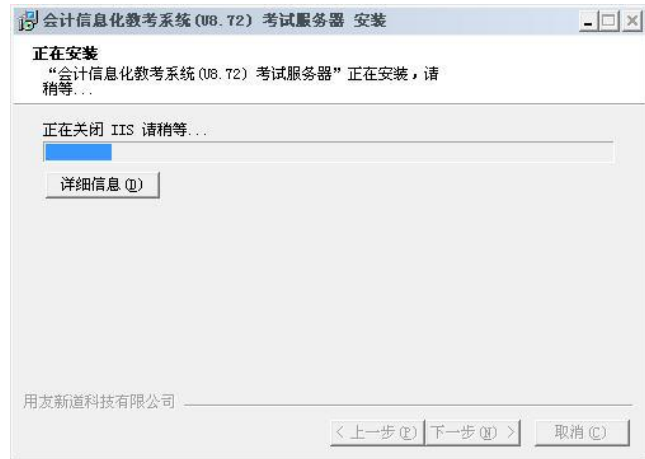 会计信息化教考系统(U8.72) 考试服务器 安装
正在安装
“会计信息化教考系统(U8.72) 考试服务器”正在安装，请
稍等...
正在关闭 IIS 请稍等...
详细信息(D)
用友新道科技有限公司
< 上一步(P) 下一步(N) > 取消(C)